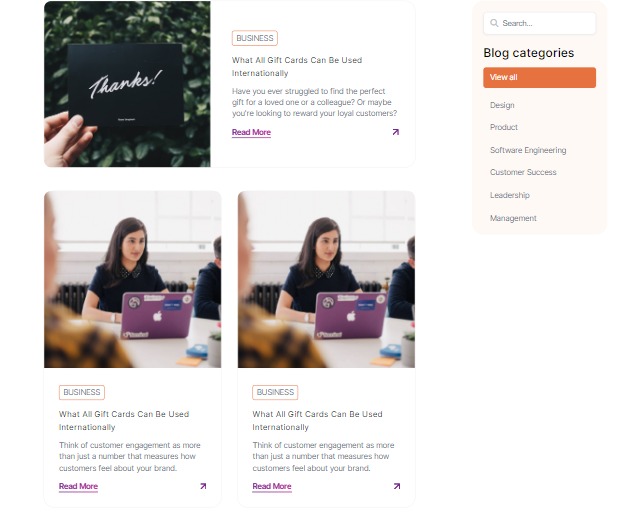 Thanks!
BUSINESS
What All Gift Cards Can Be Used
Internationally
Have you ever struggled to find the perfect
gift for a loved one or a colleague? Or maybe
you're looking to reward your loyal customers?
Read More
Search...
Blog categories
View all
Design
Product
Software Engineering
Customer Success
Leadership
Management
BUSINESS
What All Gift Cards Can Be Used
Internationally
Think of customer engagement as more
than just a number that measures how
customers feel about your brand.
Read More
BUSINESS
What All Gift Cards Can Be Used
Internationally
Think of customer engagement as more
than just a number that measures how
customers feel about your brand.
Read More